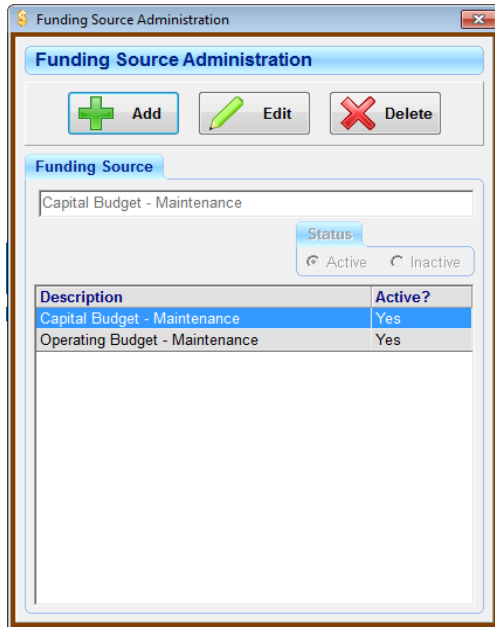 Funding Source Administration
Funding Source Administration
Add Edit Delete
Funding Source
Capital Budget - Maintenance
Status
Active Inactive
Description Active?
Capital Budget - Maintenance Yes
Operating Budget - Maintenance Yes